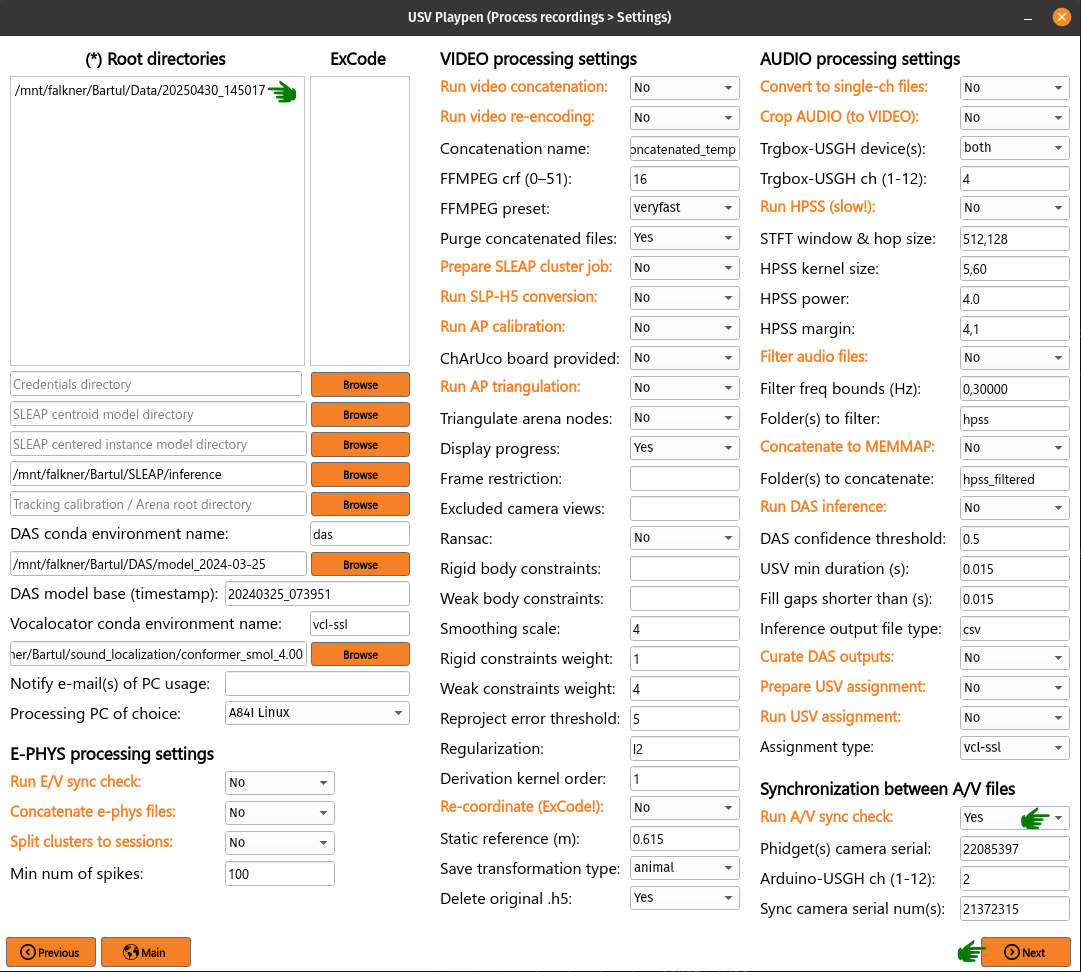 USV Playpen (Process recordings > Settings)
(*) Root directories
ExCode
/mnt/falkner/Bartul/Data/20250430_145017
Credentials directory
Browse
SLEAP centroid model directory
Browse
SLEAP centered instance model directory
Browse
/mnt/falkner/Bartul/SLEAP/inference
Browse
Tracking calibration / Arena root directory
Browse
DAS conda environment name:
das
/mnt/falkner/Bartul/DAS/model_2024-03-25
Browse
DAS model base (timestamp):
20240325_073951
Vocalocator conda environment name:
vcl-ssl
ner/Bartul/sound_localization/conformer_smol_4.00
Browse
Notify e-mail(s) of PC usage:
Processing PC of choice:
A84I Linux
E-PHYS processing settings
Run E/V sync check:
No
Concatenate e-phys files:
No
Split clusters to sessions:
No
Min num of spikes:
100
VIDEO processing settings
Run video concatenation:
No
Run video re-encoding:
No
Concatenation name:
oncatenated_temp
FFMPEG crf (0–51):
16
FFMPEG preset:
veryfast
Purge concatenated files:
Yes
Prepare SLEAP cluster job:
No
Run SLP-H5 conversion:
No
Run AP calibration:
No
ChArUco board provided:
No
Run AP triangulation:
No
Triangulate arena nodes:
No
Display progress:
Yes
Frame restriction:
Excluded camera views:
Ransac:
No
Rigid body constraints:
Weak body constraints:
Smoothing scale:
4
Rigid constraints weight:
1
Weak constraints weight:
4
Reproject error threshold:
5
Regularization:
l2
Derivation kernel order:
1
Re-coordinate (ExCode!):
No
Static reference (m):
0.615
Save transformation type:
animal
Delete original .h5:
Yes
AUDIO processing settings
Convert to single-ch files:
No
Crop AUDIO (to VIDEO):
No
Trgbox-USGH device(s):
both
Trgbox-USGH ch (1-12):
4
Run HPSS (slow!):
No
STFT window & hop size:
512,128
HPSS kernel size:
5,60
HPSS power:
4.0
HPSS margin:
4,1
Filter audio files:
No
Filter freq bounds (Hz):
0,30000
Folder(s) to filter:
hpss
Concatenate to MEMMAP:
No
Folder(s) to concatenate:
hpss_filtered
Run DAS inference:
No
DAS confidence threshold:
0.5
USV min duration (s):
0.015
Fill gaps shorter than (s):
0.015
Inference output file type:
csv
Curate DAS outputs:
No
Prepare USV assignment:
No
Run USV assignment:
No
Assignment type:
vcl-ssl
Synchronization between A/V files
Run A/V sync check:
Yes
Phidget(s) camera serial:
22085397
Arduino-USGH ch (1-12):
2
Sync camera serial num(s):
21372315
Previous
Main
Next